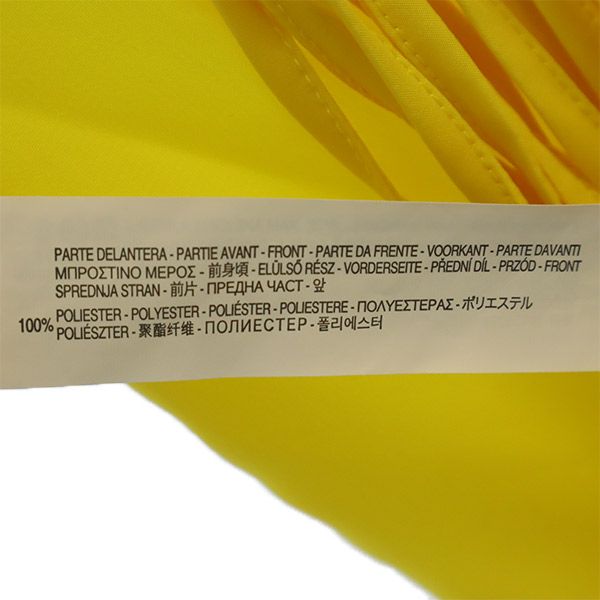 PARTE DELANTERA - PARTIE AVANT - FRONT - PARTE DA FRENTE - VOORKANT - PARTE DAVANTI
ΜΠΡΟΣΤΙΝΟ ΜΕΡΟΣ - 前身頃 - ELÜLSŐ RÉSZ - VORDERSEITE - PŘEDNÍ DÍL - PRZÓD - FRONT
SPREDNJA STRAN - 前片 - ПРЕДНА ЧАСТ - 앞
100% POLIESTER - POLYESTER - POLIÉSTER - POLIESTERE - ΠΟΛΥΕΣΤΕΡΑΣ - ポリエステル
POLIÉSZTER - 聚酯纤维 - ПОЛИЕСТЕР - 폴리에스터